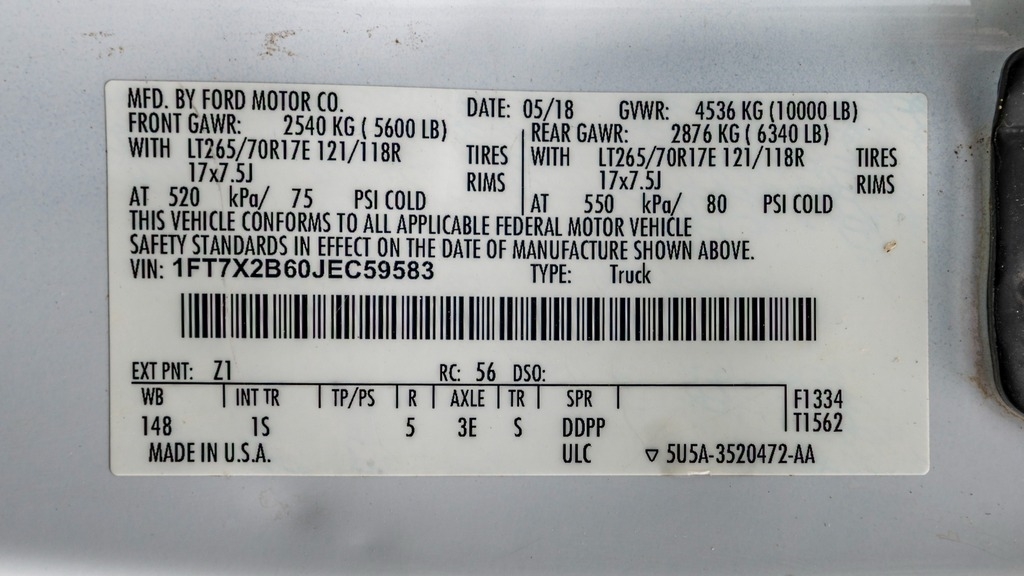 MFD. BY FORD MOTOR CO. DATE: 05/18 GVWR: 4536 KG (10000 LB)
FRONT GAWR: 2540 KG ( 5600 LB) REAR GAWR: 2876 KG ( 6340 LB)
WITH LT265/70R17E 121/118R TIRES WITH LT265/70R17E 121/118R TIRES
17x7.5J RIMS 17x7.5J RIMS
AT 520 kPa/ 75 PSI COLD AT 550 kPa/ 80 PSI COLD
THIS VEHICLE CONFORMS TO ALL APPLICABLE FEDERAL MOTOR VEHICLE
SAFETY STANDARDS IN EFFECT ON THE DATE OF MANUFACTURE SHOWN ABOVE.
VIN: 1FT7X2B60JEC59583 TYPE: Truck
EXT PNT: Z1 RC: 56 DSO:
WB INT TR TP/PS R AXLE TR SPR F1334
148 1S 5 3E S DDPP T1562
MADE IN U.S.A. ULC ▽ 5U5A-3520472-AA